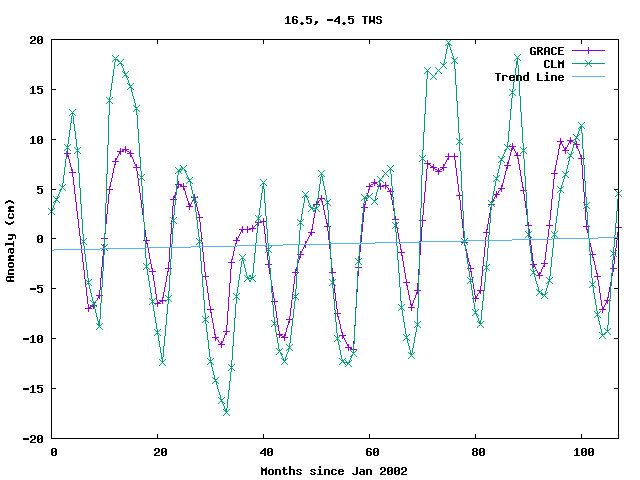 16.5, -4.5 TWS
GRACE
CLM
Trend Line
20
15
10
5
0
-5
-10
-15
-20
Anomaly (cm)
0 20 40 60 80 100
Months since Jan 2002